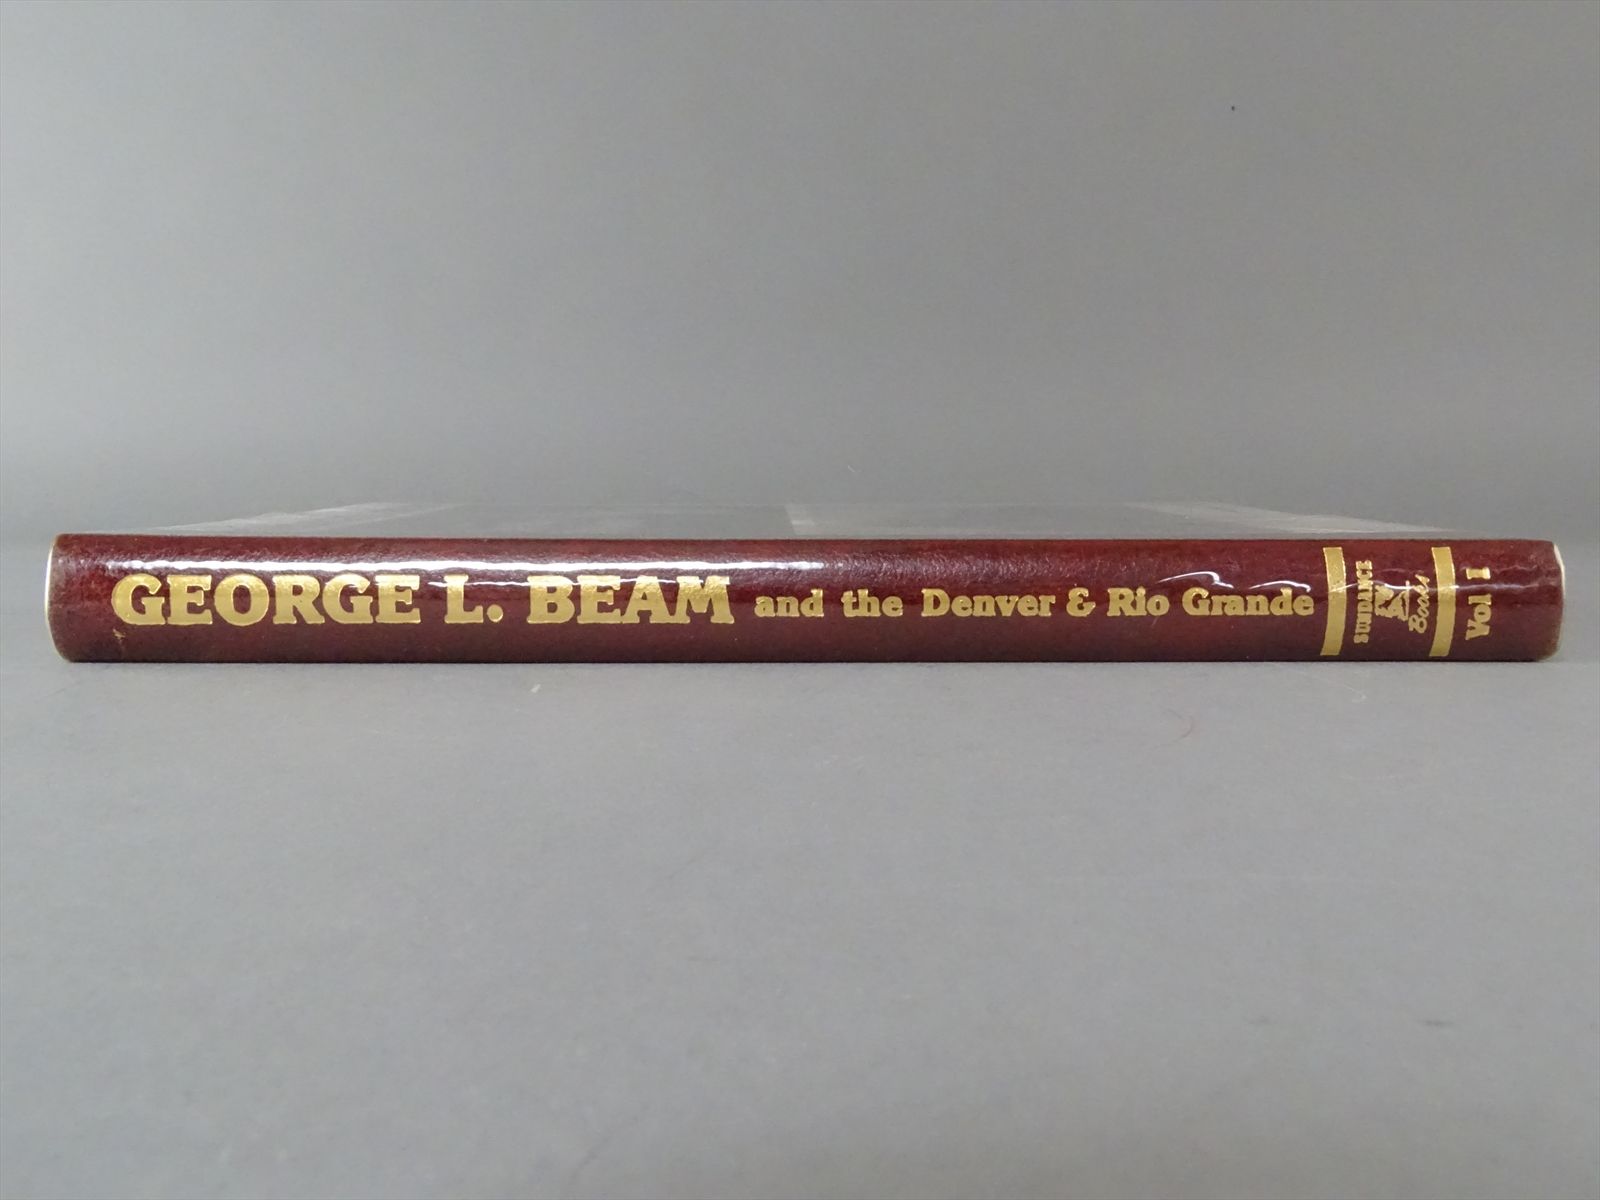 GEORGE L. BEAM and the Denver & Rio Grande
SUNDANCE
Books
Vol I